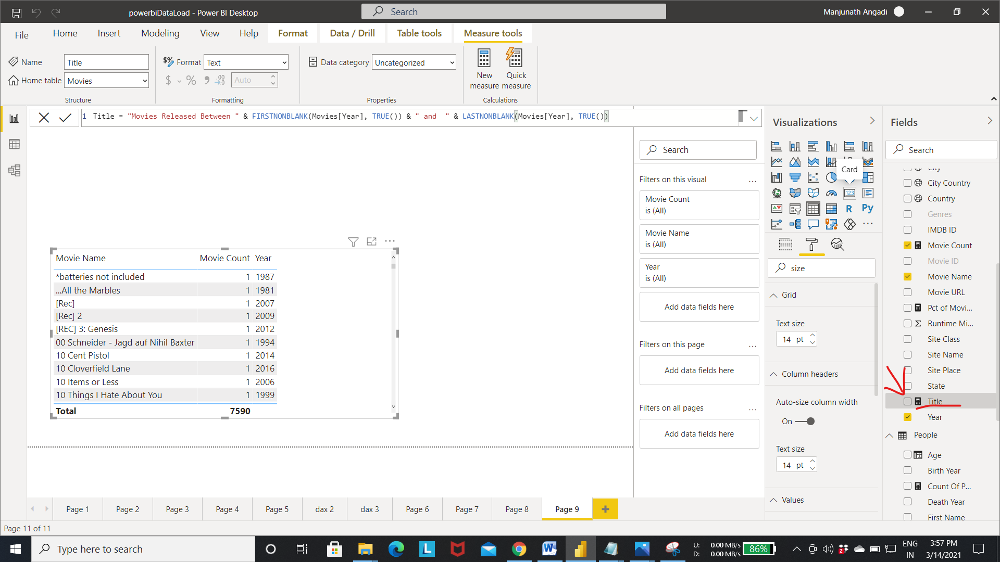 powerbiDataLoad - Power BI Desktop
Search
Manjunath Angadi
File
Home
Insert
Modeling
View
Help
Format
Data / Drill
Table tools
Measure tools
Name
Title
Home table
Movies
Structure
$% Format
Text
$ % 9 .00
Auto
Formatting
Data category
Uncategorized
Properties
New measure
Quick measure
Calculations
1 Title = "Movies Released Between " & FIRSTNONBLANK(Movies[Year], TRUE()) & " and  " & LASTNONBLANK(Movies[Year], TRUE())
Movie Name Movie Count Year
*batteries not included 1 1987
...All the Marbles 1 1981
[Rec] 1 2007
[Rec] 2 1 2009
[REC] 3: Genesis 1 2012
00 Schneider - Jagd auf Nihil Baxter 1 1994
10 Cent Pistol 1 2014
10 Cloverfield Lane 1 2016
10 Items or Less 1 2006
10 Things I Hate About You 1 1999
Total 7590
Search
Filters on this visual ...
Movie Count
is (All)
Movie Name
is (All)
Year
is (All)
Add data fields here
Filters on this page ...
Add data fields here
Filters on all pages ...
Add data fields here
Visualizations
Card
123
R Py
...
size
Grid
Text size
14 pt
Column headers
Auto-size column width
On
Text size
14 pt
Values
Fields
Search
City
City Country
Country
Genres
IMDB ID
Movie Count
Movie ID
Movie Name
Movie URL
Pct of Movi...
Runtime Mi...
Site Class
Site Name
Site Place
State
Title
Year
People
Age
Birth Year
Count Of P...
Death Year
First Name
Page 1
Page 2
Page 3
Page 4
Page 5
dax 2
dax 3
Page 6
Page 7
Page 8
Page 9
+
Page 11 of 11
Type here to search
U: 0.00 MB/s
D: 0.00 MB/s
86%
2
ENG
IN
3:57 PM
3/14/2021